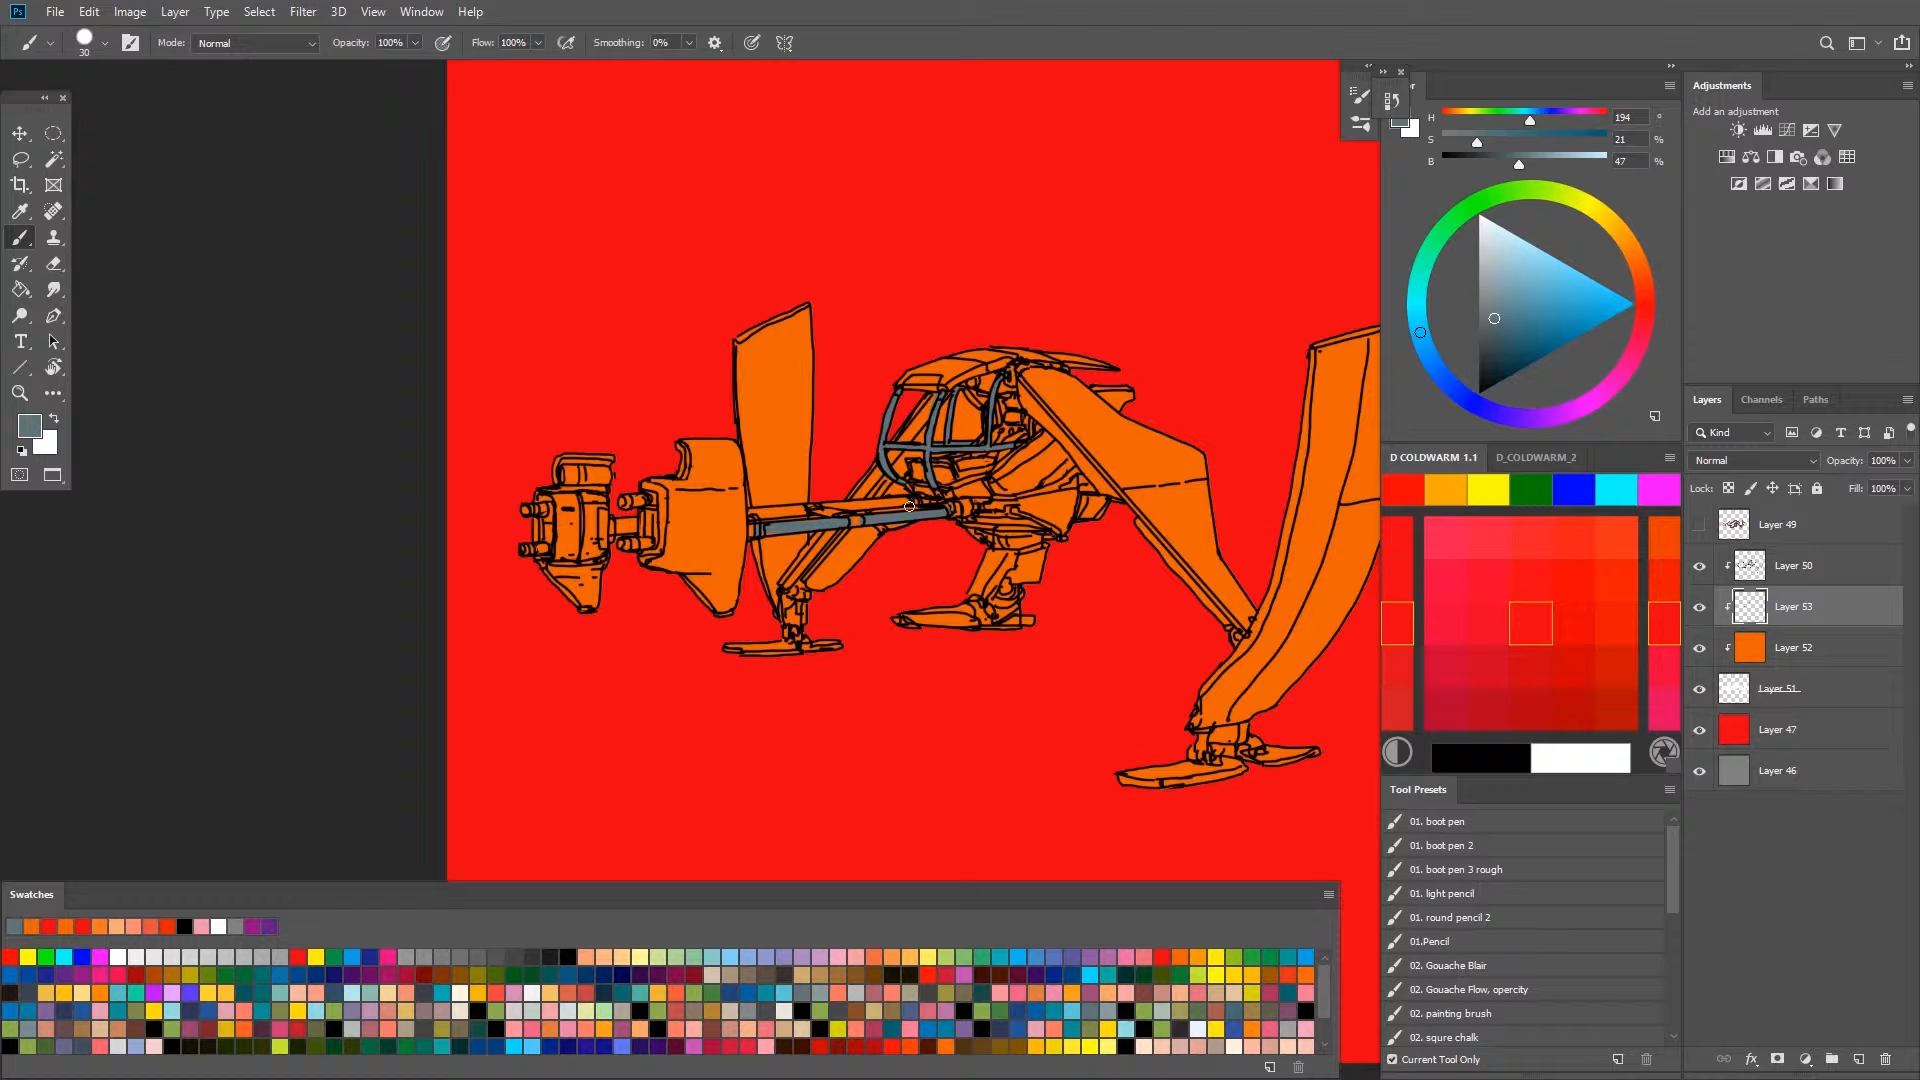 Ps File Edit Image Layer Type Select Filter 3D View Window Help
30 Mode: Normal Opacity: 100% Flow: 100% Smoothing: 0%
Adjustments
Add an adjustment
H 194 °
S 21 %
B 47 %
Layers Channels Paths
Kind
D COLDWARM 1.1 D_COLDWARM_2
Normal Opacity: 100%
Lock: Fill: 100%
Layer 49
Layer 50
Layer 53
Layer 52
Layer 51
Layer 47
Layer 46
Tool Presets
01. boot pen
01. boot pen 2
01. boot pen 3 rough
01. light pencil
01. round pencil 2
01.Pencil
02. Gouache Blair
02. Gouache Flow, opercity
02. painting brush
02. squre chalk
Current Tool Only
Swatches